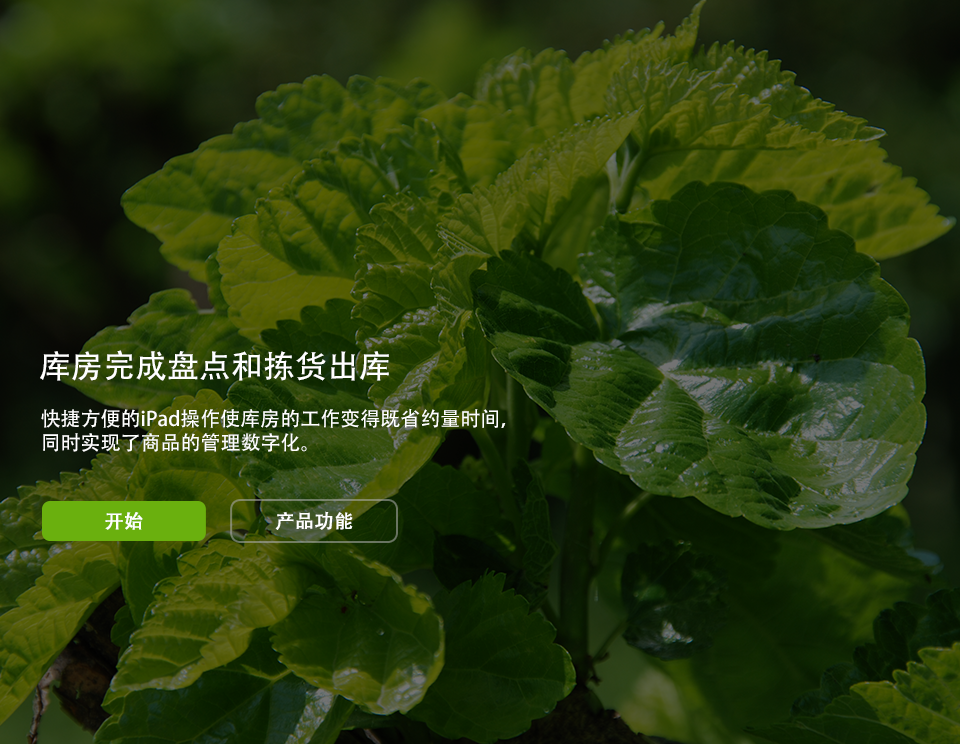 库房完成盘点和拣货出库
快捷方便的iPad操作使库房的工作变得既省约量时间，
同时实现了商品的管理数字化。
开始
产品功能